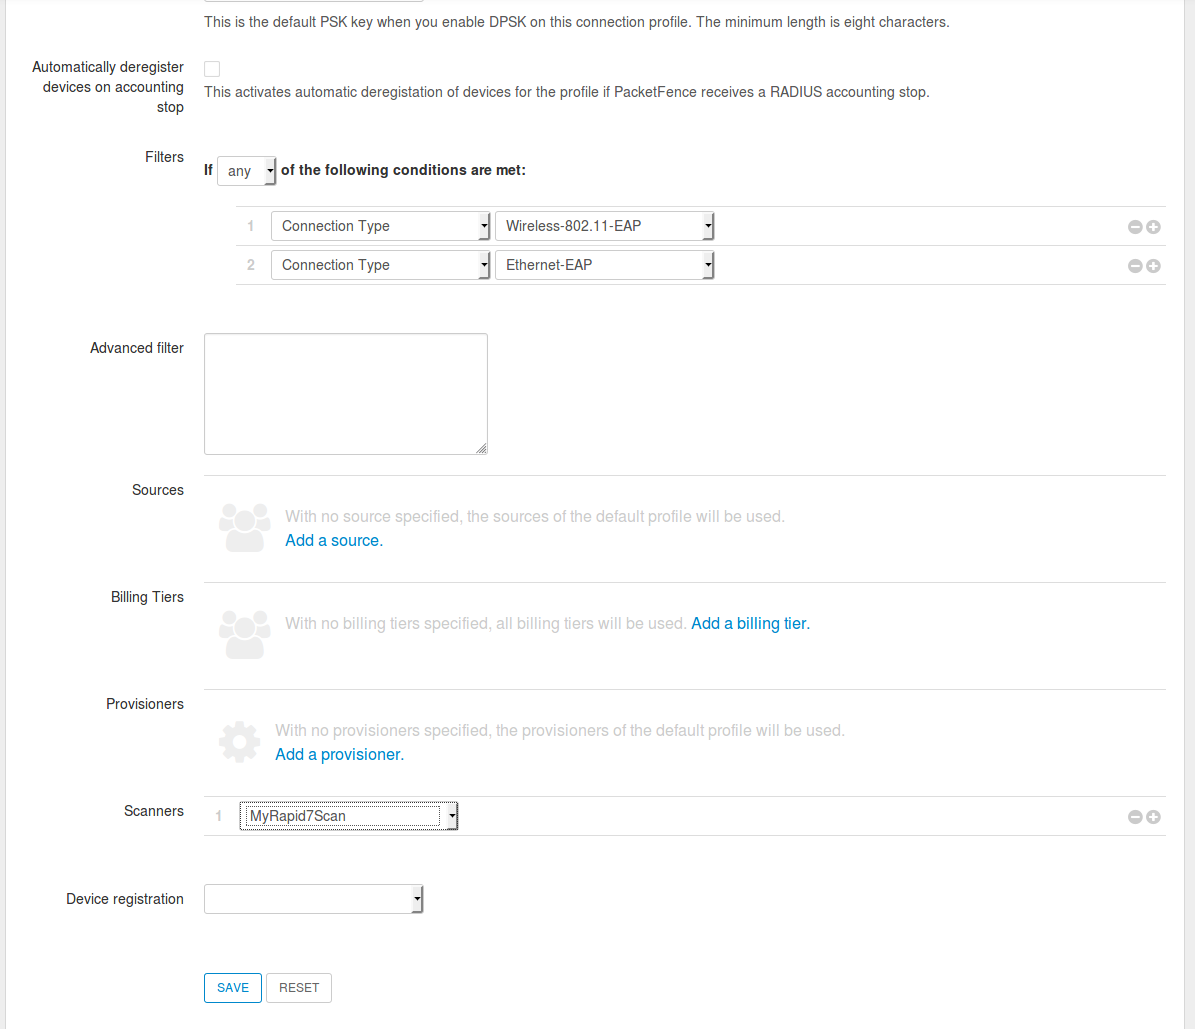 This is the default PSK key when you enable DPSK on this connection profile. The minimum length is eight characters.
Automatically deregister
devices on accounting
stop
This activates automatic deregistation of devices for the profile if PacketFence receives a RADIUS accounting stop.
Filters
If any of the following conditions are met:
1 Connection Type Wireless-802.11-EAP
2 Connection Type Ethernet-EAP
Advanced filter
Sources
With no source specified, the sources of the default profile will be used.
Add a source.
Billing Tiers
With no billing tiers specified, all billing tiers will be used. Add a billing tier.
Provisioners
With no provisioners specified, the provisioners of the default profile will be used.
Add a provisioner.
Scanners
1 MyRapid7Scan
Device registration
SAVE RESET